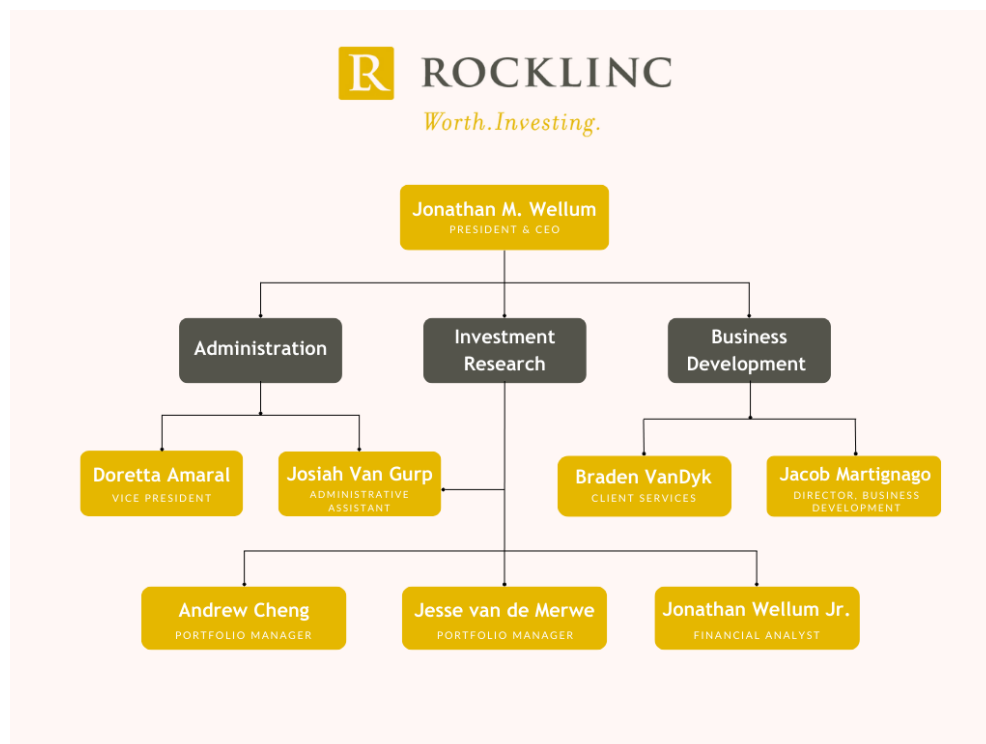 R ROCKLINC
Worth.Investing.
Jonathan M. Wellum
PRESIDENT & CEO
Administration
Investment
Research
Business
Development
Doretta Amaral
VICE PRESIDENT
Josiah Van Gurp
ADMINISTRATIVE
ASSISTANT
Braden VanDyk
CLIENT SERVICES
Jacob Martignago
DIRECTOR, BUSINESS
DEVELOPMENT
Andrew Cheng
PORTFOLIO MANAGER
Jesse van de Merwe
PORTFOLIO MANAGER
Jonathan Wellum Jr.
FINANCIAL ANALYST